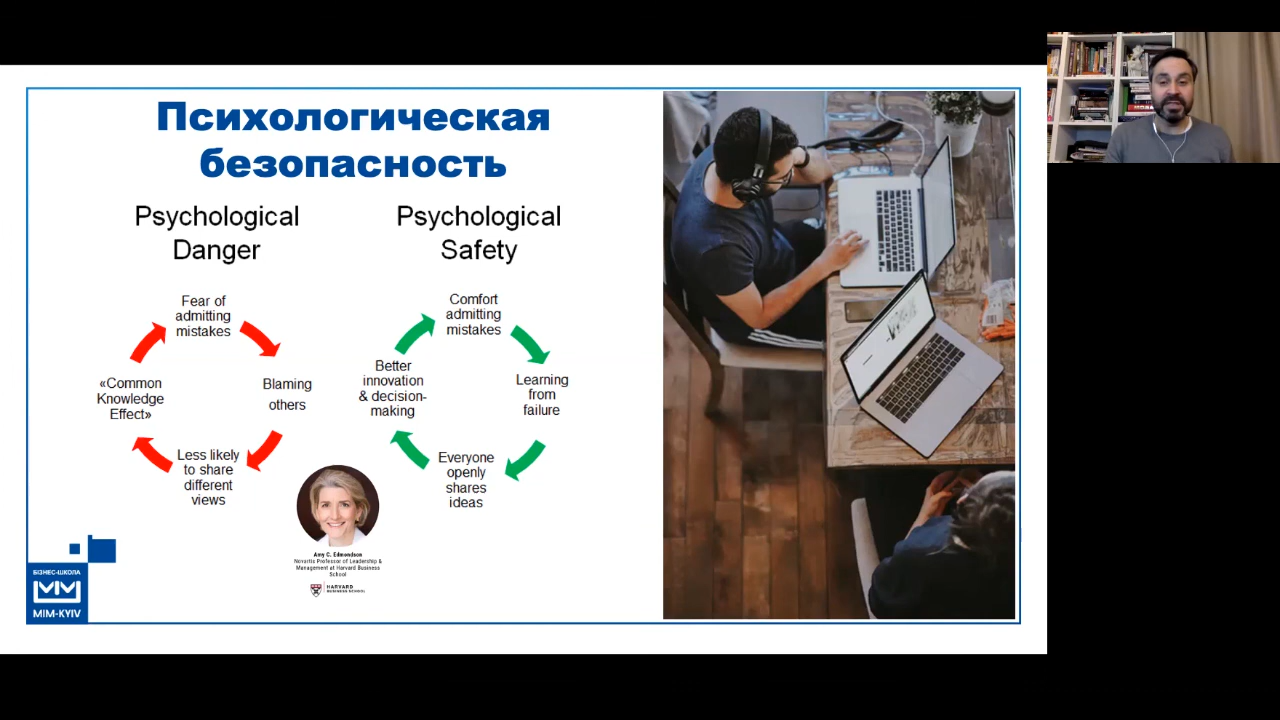 Психологическая
безопасность
Psychological
Danger
Fear of
admitting
mistakes
Blaming
others
Less likely
to share
different
views
«Common
Knowledge
Effect»
Psychological
Safety
Comfort
admitting
mistakes
Learning
from
failure
Everyone
openly
shares
ideas
Better
innovation
& decision-
making
Amy C. Edmondson
Novartis Professor of Leadership &
Management at Harvard Business
School
HARVARD
BUSINESS SCHOOL
БІЗНЕС-ШКОЛА
MIM-KYIV